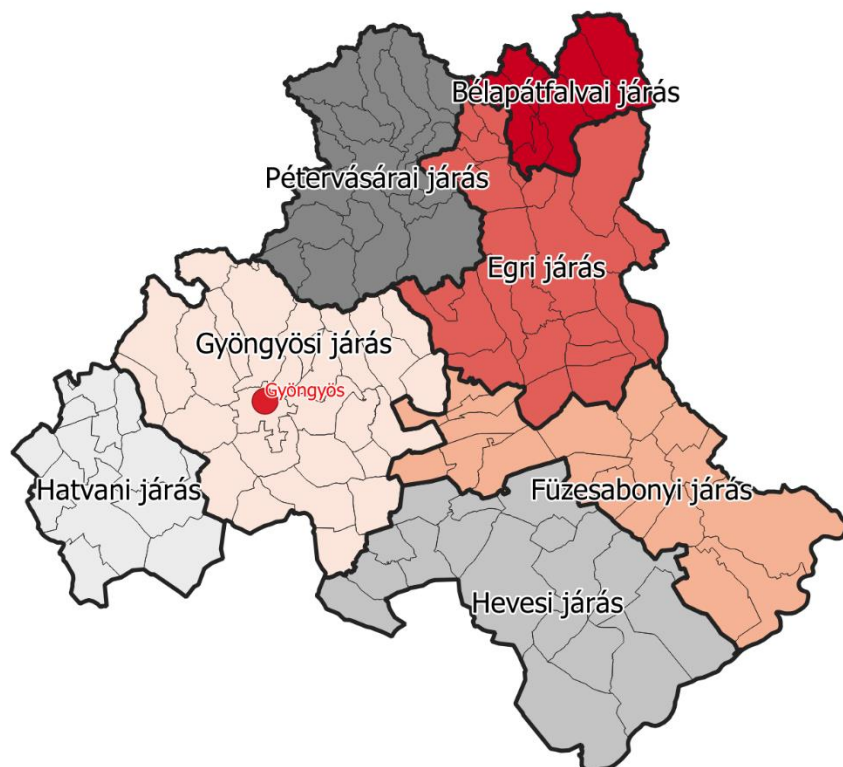 Bélapátfalvai járás
Pétervásárai járás
Egri járás
Gyöngyösi járás
Gyöngyös
Hatvani járás
Füzesabonyi járás
Hevesi járás